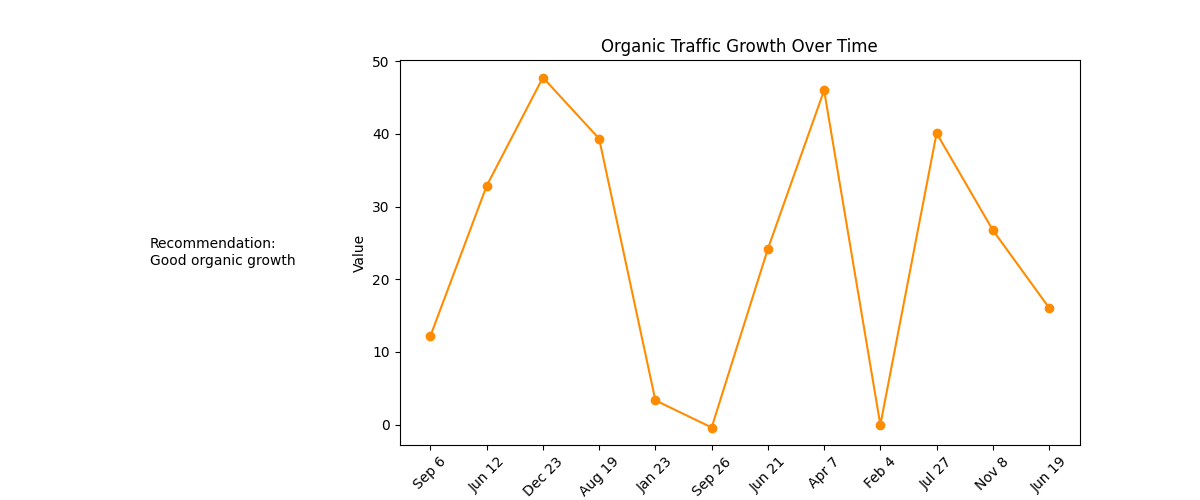 Organic Traffic Growth Over Time
Recommendation:
Good organic growth
Value
50
40
30
20
10
0
Sep 6
Jun 12
Dec 23
Aug 19
Jan 23
Sep 26
Jun 21
Apr 7
Feb 4
Jul 27
Nov 8
Jun 19